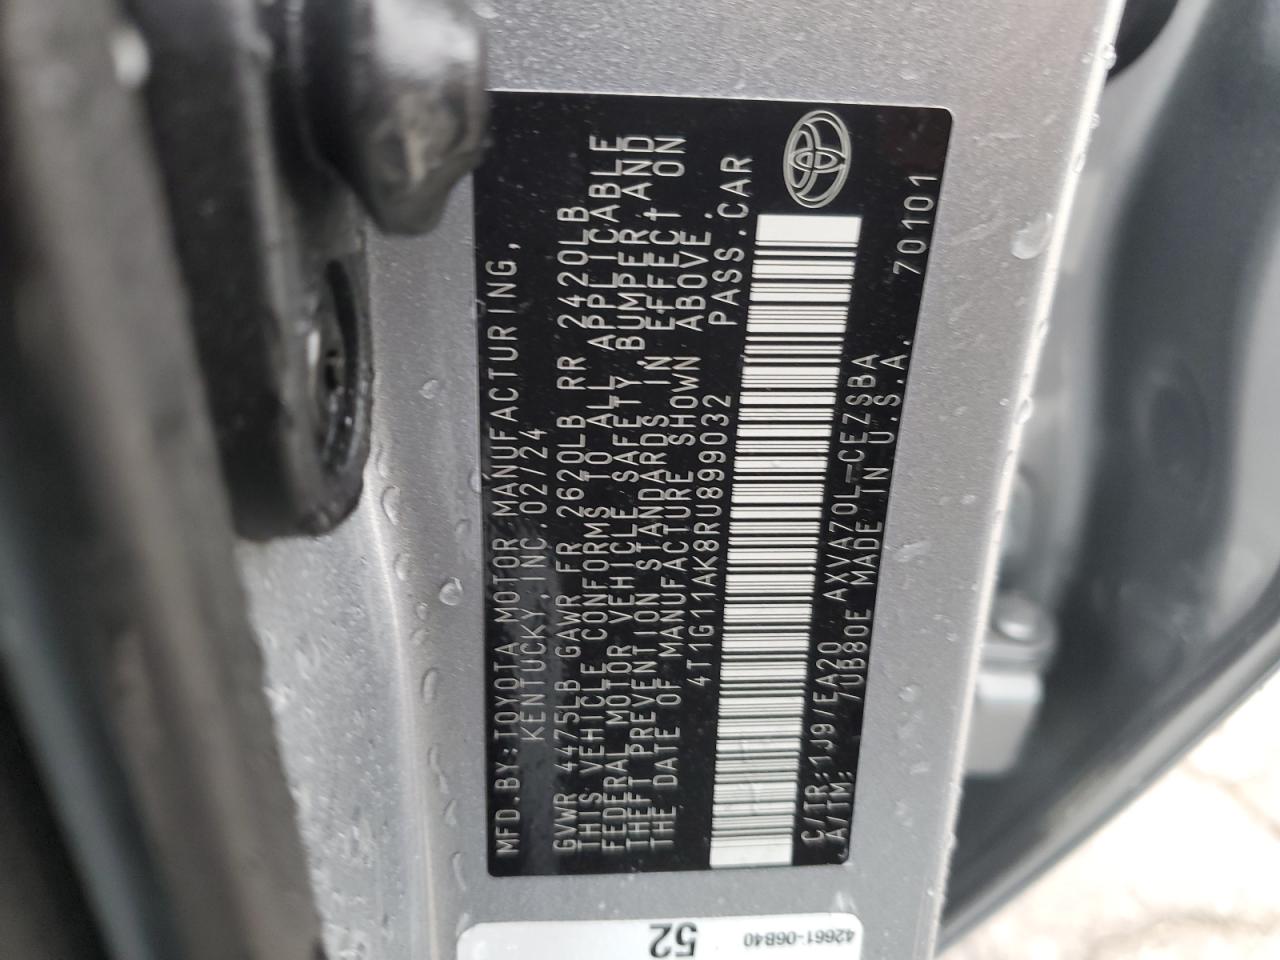 MFD.BY:TOYOTA MOTOR MANUFACTURING,
KENTUCKY,INC.02/24
GVWR 4475LB GAWR FR 2620LB RR 2420LB
THIS VEHICLE CONFORMS TO ALL APPLICABLE
FEDERAL MOTOR VEHICLE SAFETY,BUMPER,AND
THEFT PREVENTION STANDARDS IN EFFECT ON
THE DATE OF MANUFACTURE SHOWN ABOVE.
4T1G11AK8RU899032 PASS.CAR
C/TR:1J9/EA20 AXVA70L-CEZSBA
A/TM: /UB80E MADE IN U.S.A. 70101
52
42661-06B40